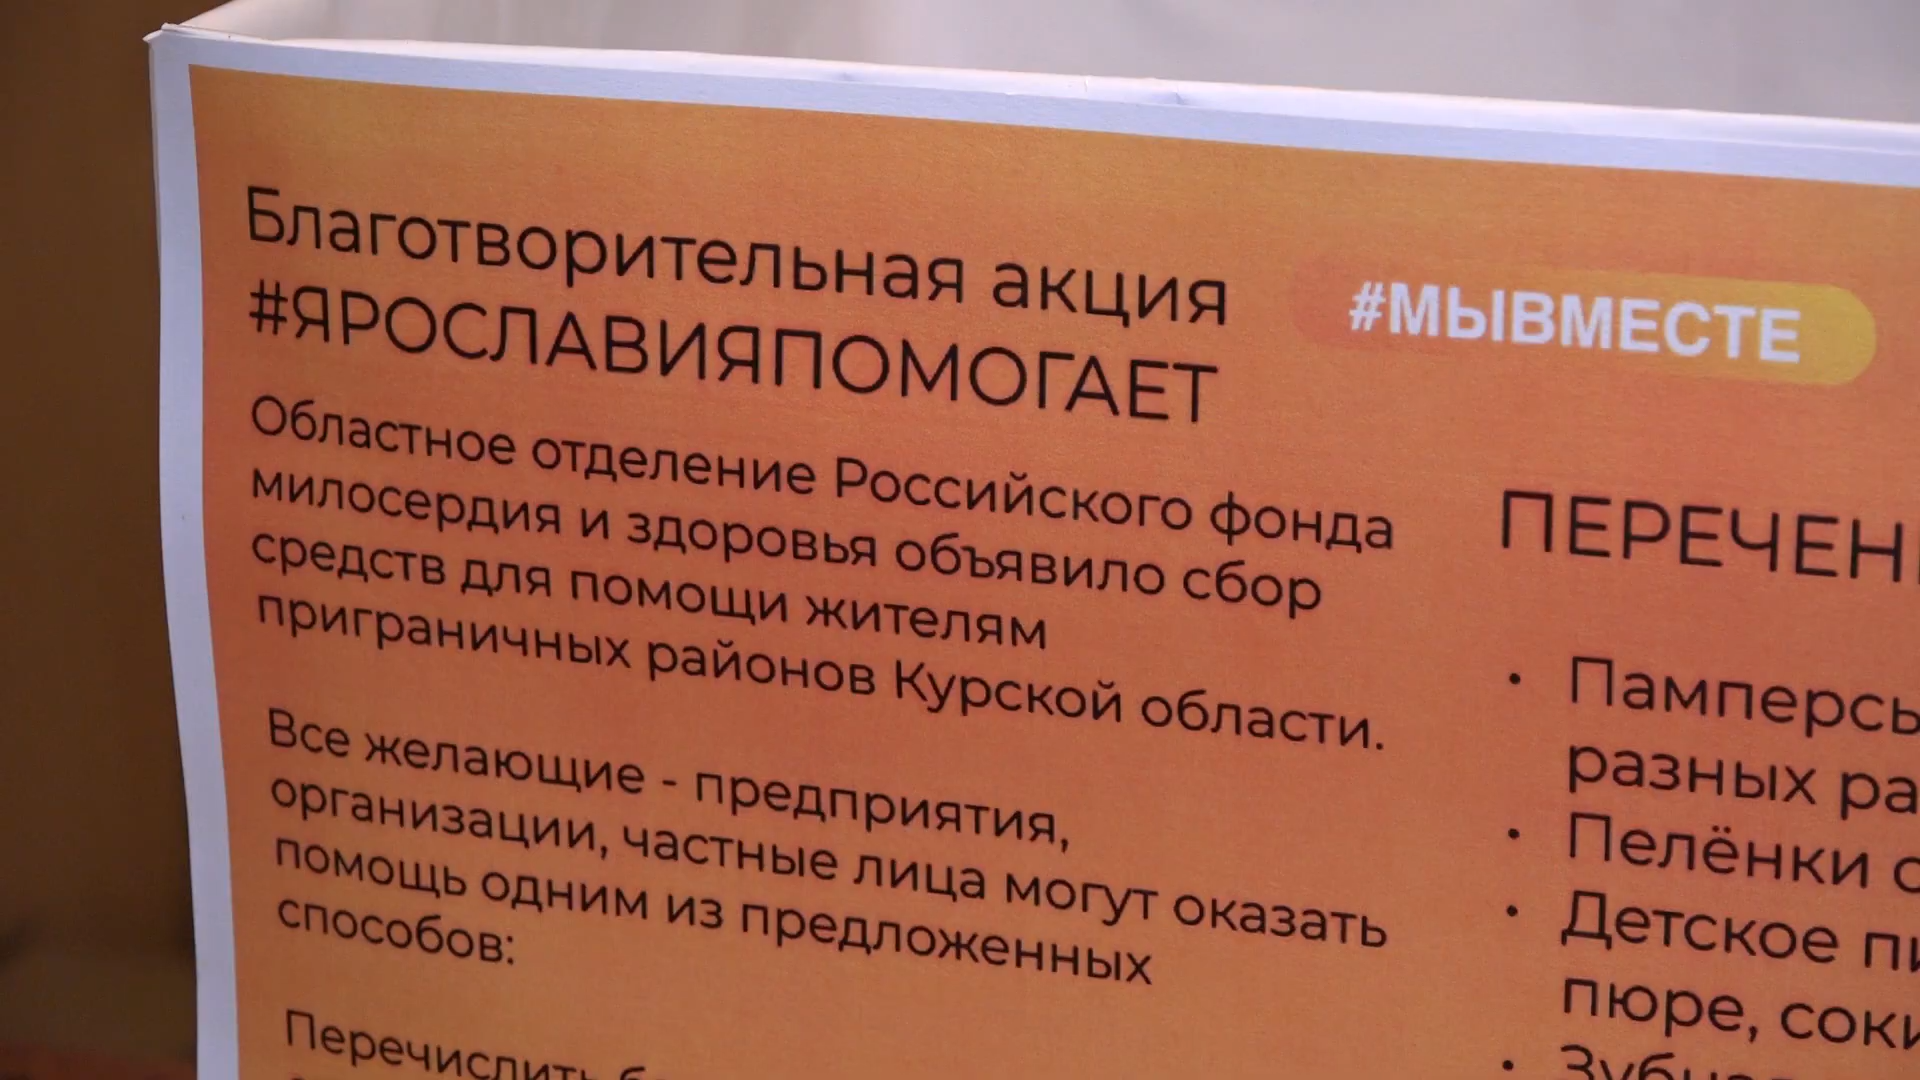 Благотворительная акция
#ЯРОСЛАВИЯПОМОГАЕТ
#МЫВМЕСТЕ
Областное отделение Российского фонда
милосердия и здоровья объявило сбор
средств для помощи жителям
приграничных районов Курской области.
Все желающие - предприятия,
организации, частные лица могут оказать
помощь одним из предложенных
способов:
Перечислить
• Памперсы
разных
• Пелёнки
• Детское
пюре, соки